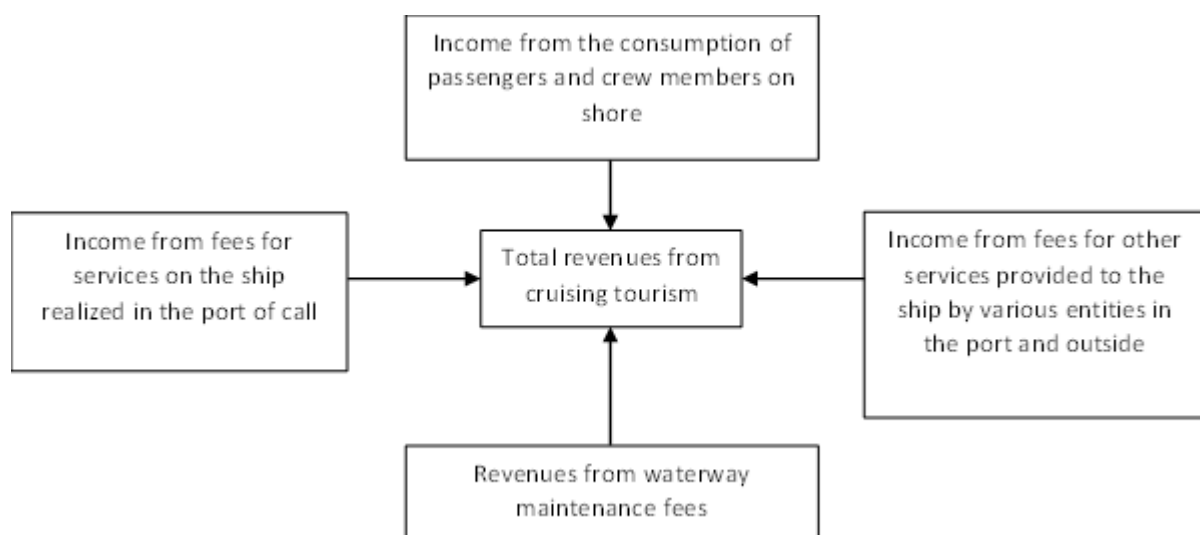 Income from the consumption of
passengers and crew members on
shore
Income from fees for
services on the ship
realized in the port of call
Total revenues from
cruising tourism
Income from fees for other
services provided to the
ship by various entities in
the port and outside
Revenues from waterway
maintenance fees